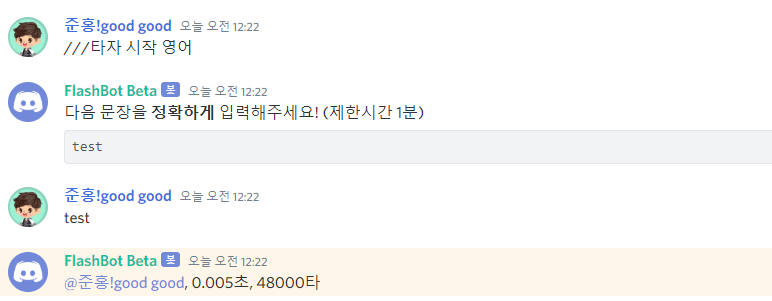 준홍!good good 오늘 오전 12:22
///타자 시작 영어
FlashBot Beta 봇 오늘 오전 12:22
다음 문장을 정확하게 입력해주세요! (제한시간 1분)
test
준홍!good good 오늘 오전 12:22
test
FlashBot Beta 봇 오늘 오전 12:22
@준홍!good good, 0.005초, 48000타